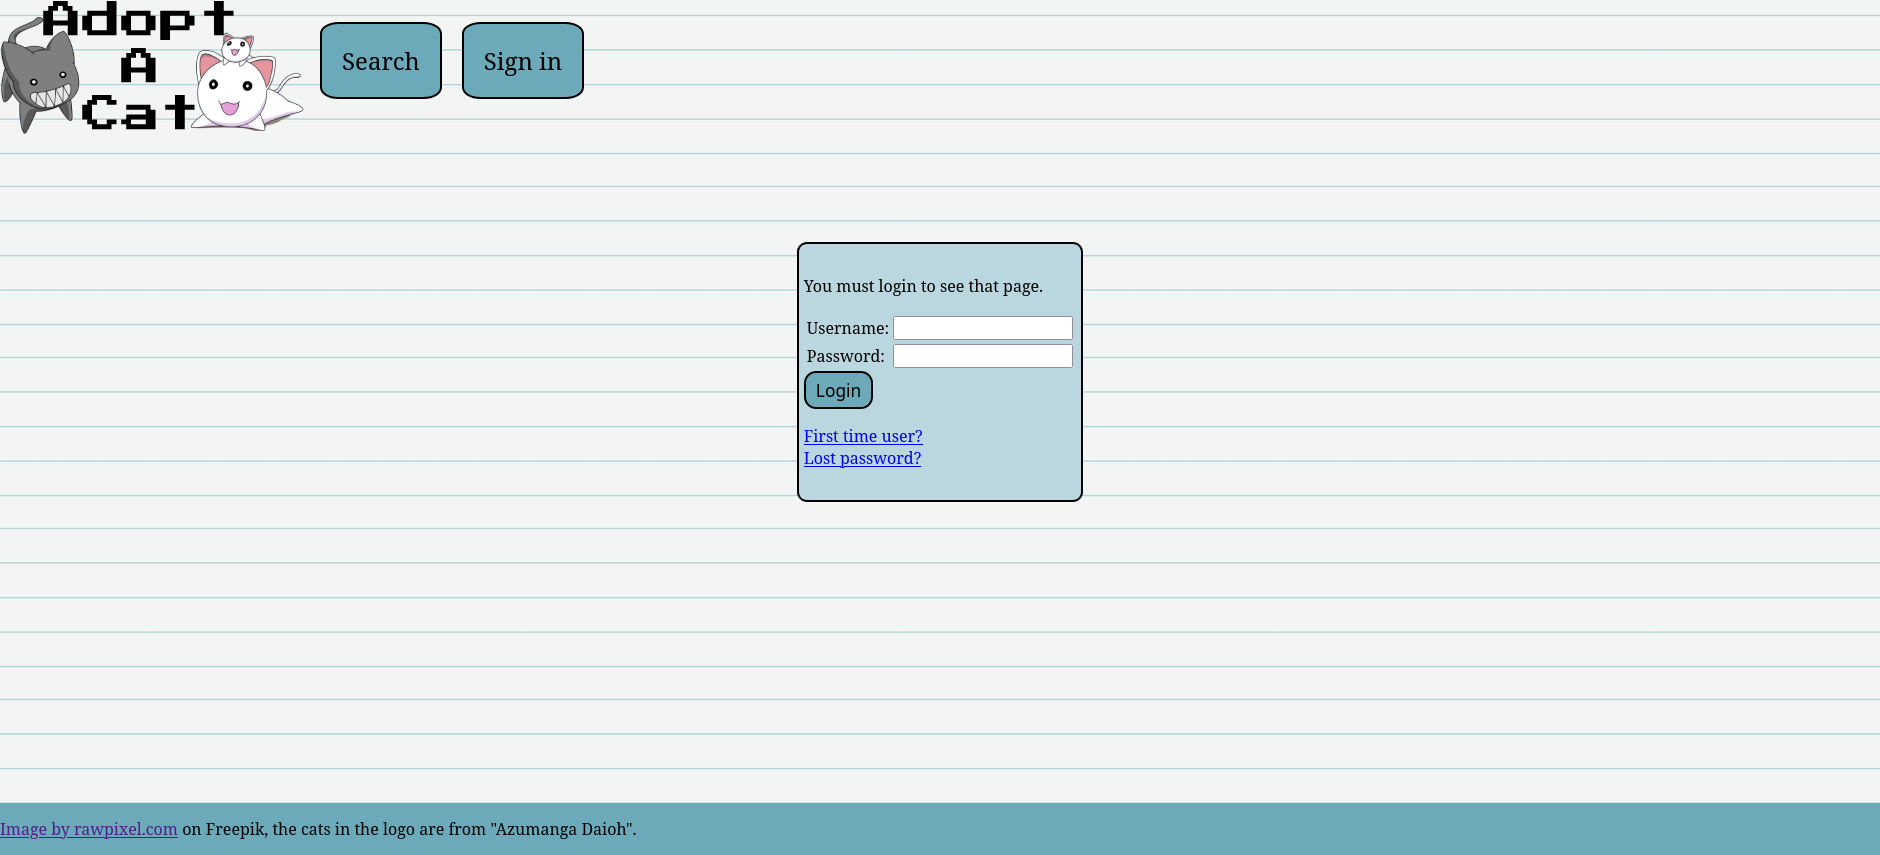 Adopt
A
Cat
Search
Sign in
You must login to see that page.
Username:
Password:
Login
First time user?
Lost password?
Image by rawpixel.com on Freepik, the cats in the logo are from "Azumanga Daioh".